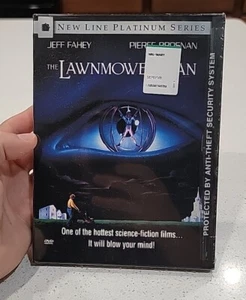 NEW LINE PLATINUM SERIES
JEFF FAHEY PIERCE BROSNAN
THE LAWNMOWER MAN
PROTECTED BY ANTI-THEFT SECURITY SYSTEM
One of the hottest science-fiction films...
It will blow your mind!
DVD